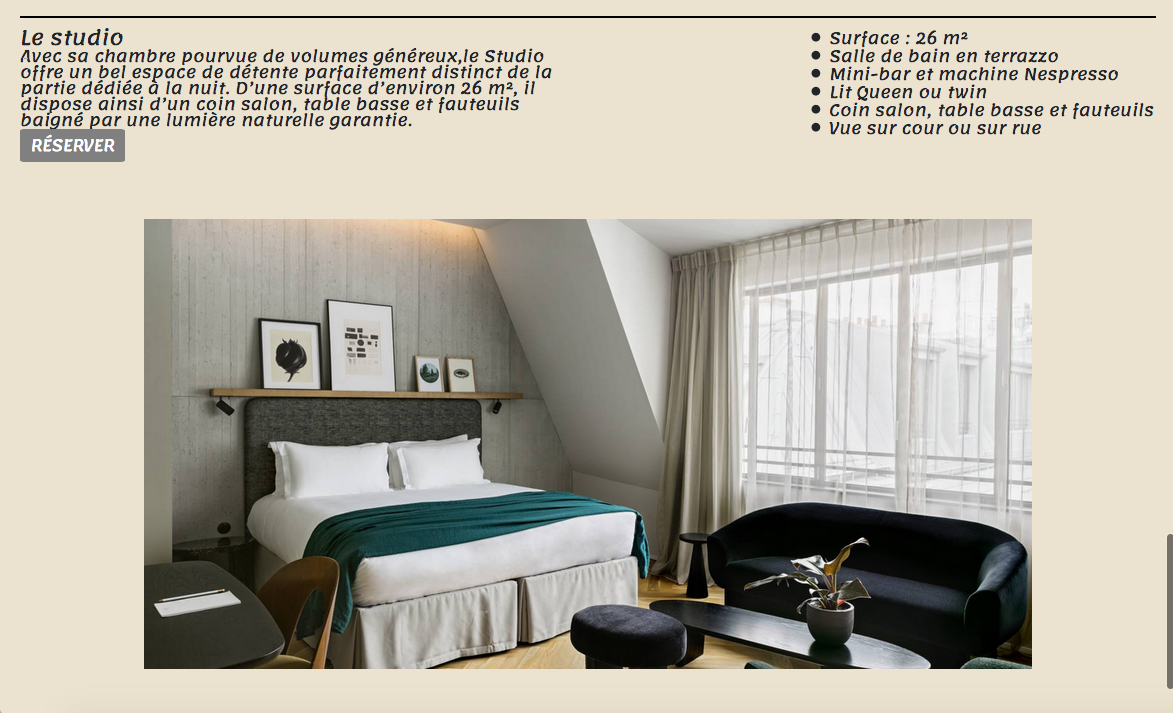 Le studio
Avec sa chambre pourvue de volumes généreux,le Studio
offre un bel espace de détente parfaitement distinct de la
partie dédiée à la nuit. D’une surface d’environ 26 m², il
dispose ainsi d’un coin salon, table basse et fauteuils
baigné par une lumière naturelle garantie.
RÉSERVER
● Surface : 26 m²
● Salle de bain en terrazzo
● Mini-bar et machine Nespresso
● Lit Queen ou twin
● Coin salon, table basse et fauteuils
● Vue sur cour ou sur rue